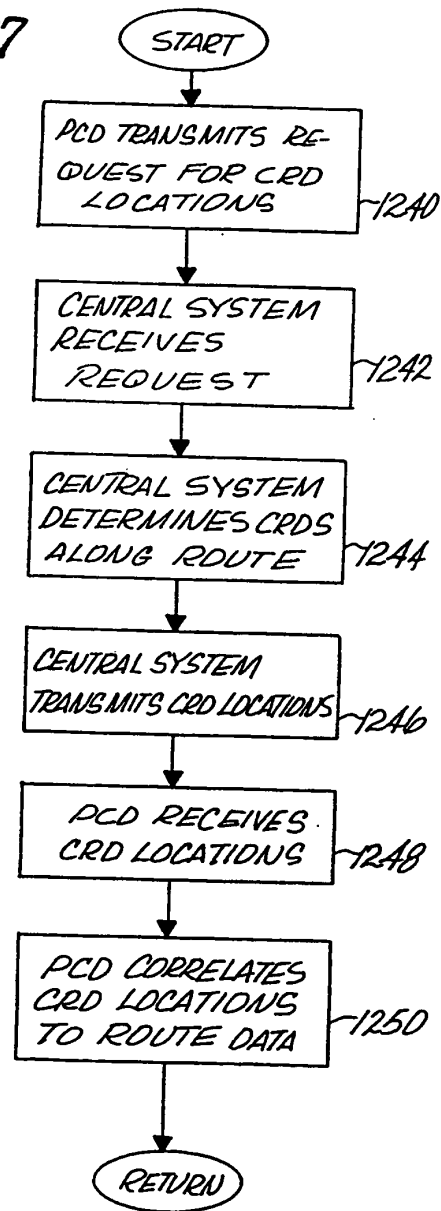 7
START
PCD TRANSMITS RE-
QUEST FOR CRD
LOCATIONS
1240
CENTRAL SYSTEM
RECEIVES
REQUEST
1242
CENTRAL SYSTEM
DETERMINES CRDS
ALONG ROUTE
1244
CENTRAL SYSTEM
TRANSMITS CRD LOCATIONS
1246
PCD RECEIVES
CRD LOCATIONS
1248
PCD CORRELATES
CRD LOCATIONS
TO ROUTE DATA
1250
RETURN